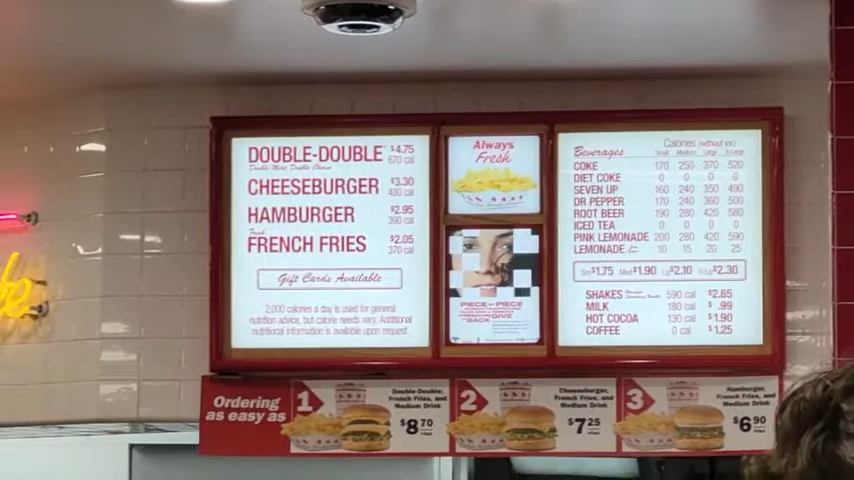 DOUBLE-DOUBLE $4.75
Double Meat Double Cheese 670 cal
CHEESEBURGER $3.30
480 cal
HAMBURGER $2.95
390 cal
Fresh
FRENCH FRIES $2.05
370 cal
Gift Cards Available
2,000 calories a day is used for general
nutrition advice, but calorie needs vary. Additional
nutritional information is available upon request.
Always
Fresh
PIECE BY PIECE
GIVE
BACK
Beverages Calories (without ice)
Small Medium Large X-Large
COKE 170 250 370 520
DIET COKE 0 0 0 0
SEVEN UP 160 240 350 490
DR PEPPER 170 240 360 500
ROOT BEER 190 280 420 580
ICED TEA 0 0 0 0
PINK LEMONADE 200 280 420 590
LEMONADE 10 15 20 25
Sm $1.75 Med $1.90 Lg $2.10 X-Lg $2.30
SHAKES 590 cal $2.65
MILK 180 cal $ .99
HOT COCOA 130 cal $1.90
COFFEE 0 cal $1.25
Ordering
as easy as
1
Double-Double,
French Fries, and
Medium Drink
$8.70
2
Cheeseburger,
French Fries, and
Medium Drink
$7.25
3
Hamburger,
French Fries, and
Medium Drink
$6.90